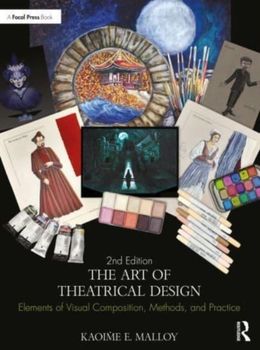 A Focal Press Book
2nd Edition
THE ART OF
THEATRICAL DESIGN
Elements of Visual Composition, Methods, and Practice
KAOIME E. MALLOY
R